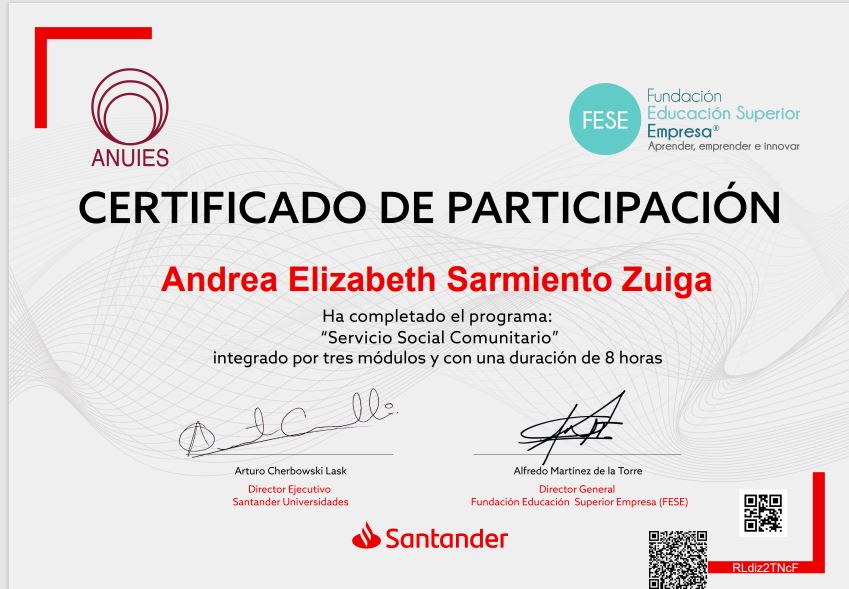 ANUIES
FESE
Fundación
Educación Superior
Empresa®
Aprender, emprender e innovar
CERTIFICADO DE PARTICIPACIÓN
Andrea Elizabeth Sarmiento Zuiga
Ha completado el programa:
“Servicio Social Comunitario”
integrado por tres módulos y con una duración de 8 horas
Arturo Cherbowski Lask
Director Ejecutivo
Santander Universidades
Alfredo Martínez de la Torre
Director General
Fundación Educación Superior Empresa (FESE)
Santander
RLdiz2TNcF